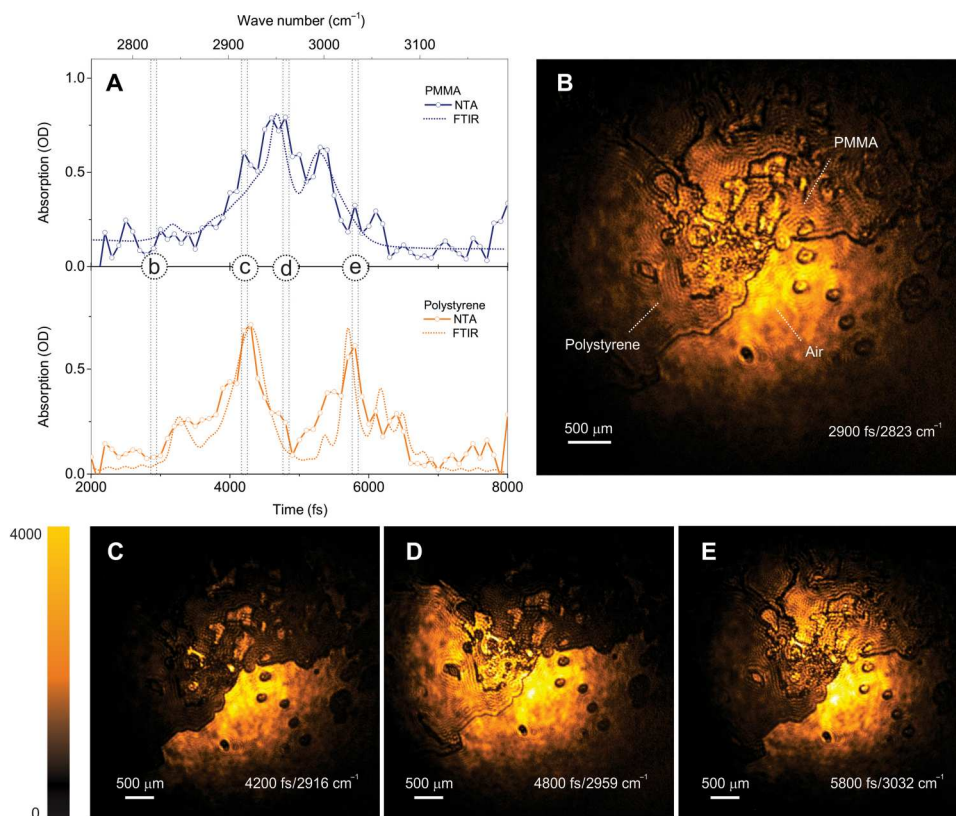 Wave number (cm⁻¹)
2800 2900 3000 3100
A
PMMA
NTA
FTIR
Absorption (OD)
1.0
0.5
0.0
b c d e
Polystyrene
NTA
FTIR
Absorption (OD)
0.5
0.0
2000 4000 6000 8000
Time (fs)
B
PMMA
Polystyrene
Air
500 μm
2900 fs/2823 cm⁻¹
4000
0
C
500 μm
4200 fs/2916 cm⁻¹
D
500 μm
4800 fs/2959 cm⁻¹
E
500 μm
5800 fs/3032 cm⁻¹